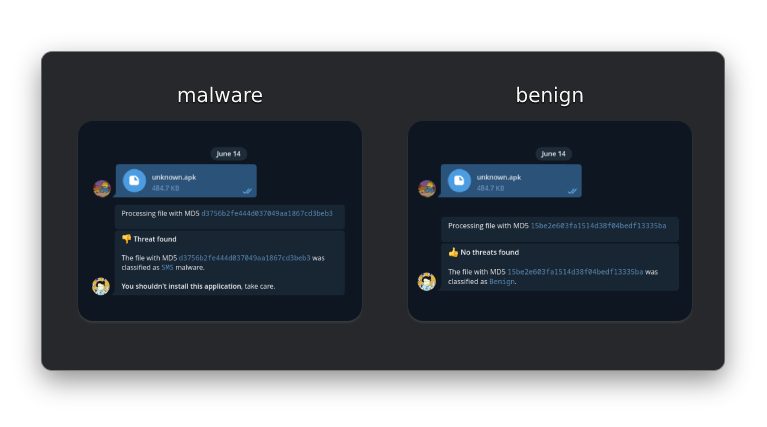 malware
June 14
unknown.apk
484.7 KB
Processing file with MD5 d3756b2fe444d037049aa1867cd3beb3
👎 Threat found
The file with MD5 d3756b2fe444d037049aa1867cd3beb3 was
classified as SMS malware.
You shouldn't install this application, take care.
benign
June 14
unknown.apk
484.7 KB
Processing file with MD5 15be2e603fa1514d38f04bedf13335ba
👍 No threats found
The file with MD5 15be2e603fa1514d38f04bedf13335ba was
classified as Benign.